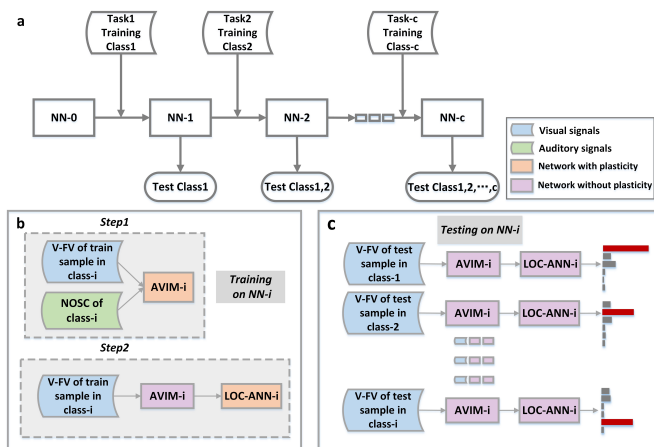 a
Task1
Training
Class1
Task2
Training
Class2
Task-c
Training
Class-c
NN-0
NN-1
NN-2
NN-c
Test Class1
Test Class1,2
Test Class1,2,···,c
Visual signals
Auditory signals
Network with plasticity
Network without plasticity
b
Step1
V-FV of train
sample in
class-i
NOSC of
class-i
AVIM-i
Training
on NN-i
Step2
V-FV of train
sample in
class-i
AVIM-i
LOC-ANN-i
c
Testing on NN-i
V-FV of test
sample in
class-1
AVIM-i
LOC-ANN-i
V-FV of test
sample in
class-2
AVIM-i
LOC-ANN-i
V-FV of test
sample in
class-i
AVIM-i
LOC-ANN-i